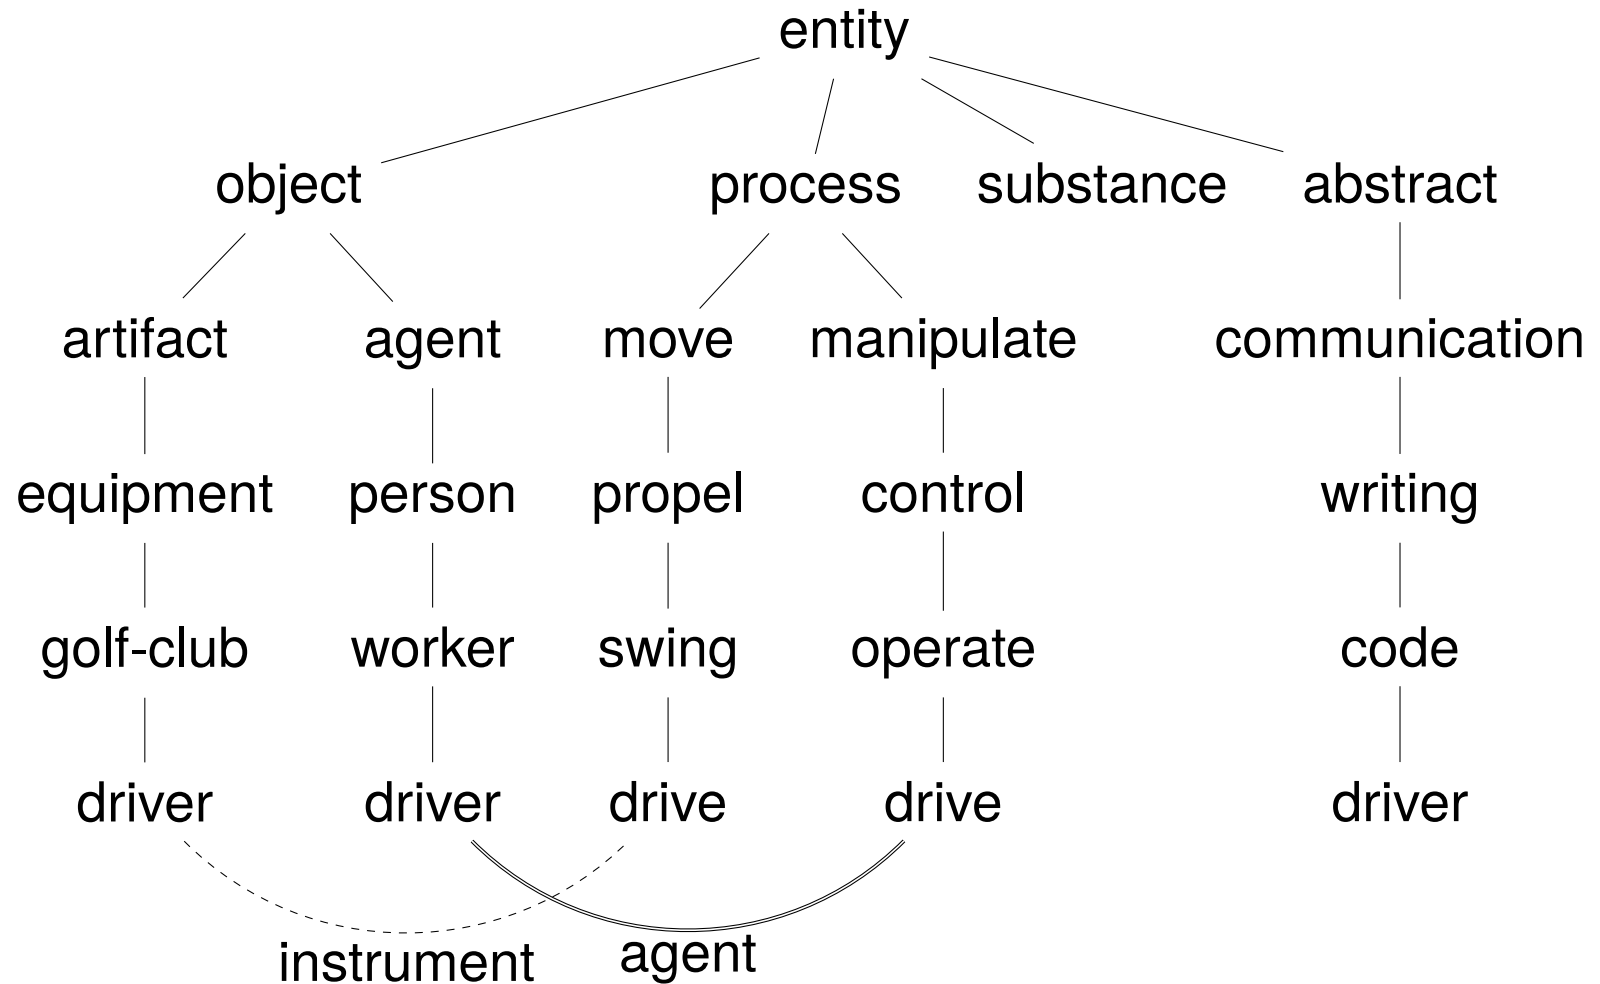 entity
object process substance abstract
artifact agent move manipulate communication
equipment person propel control writing
golf-club worker swing operate code
driver driver drive drive driver
instrument agent